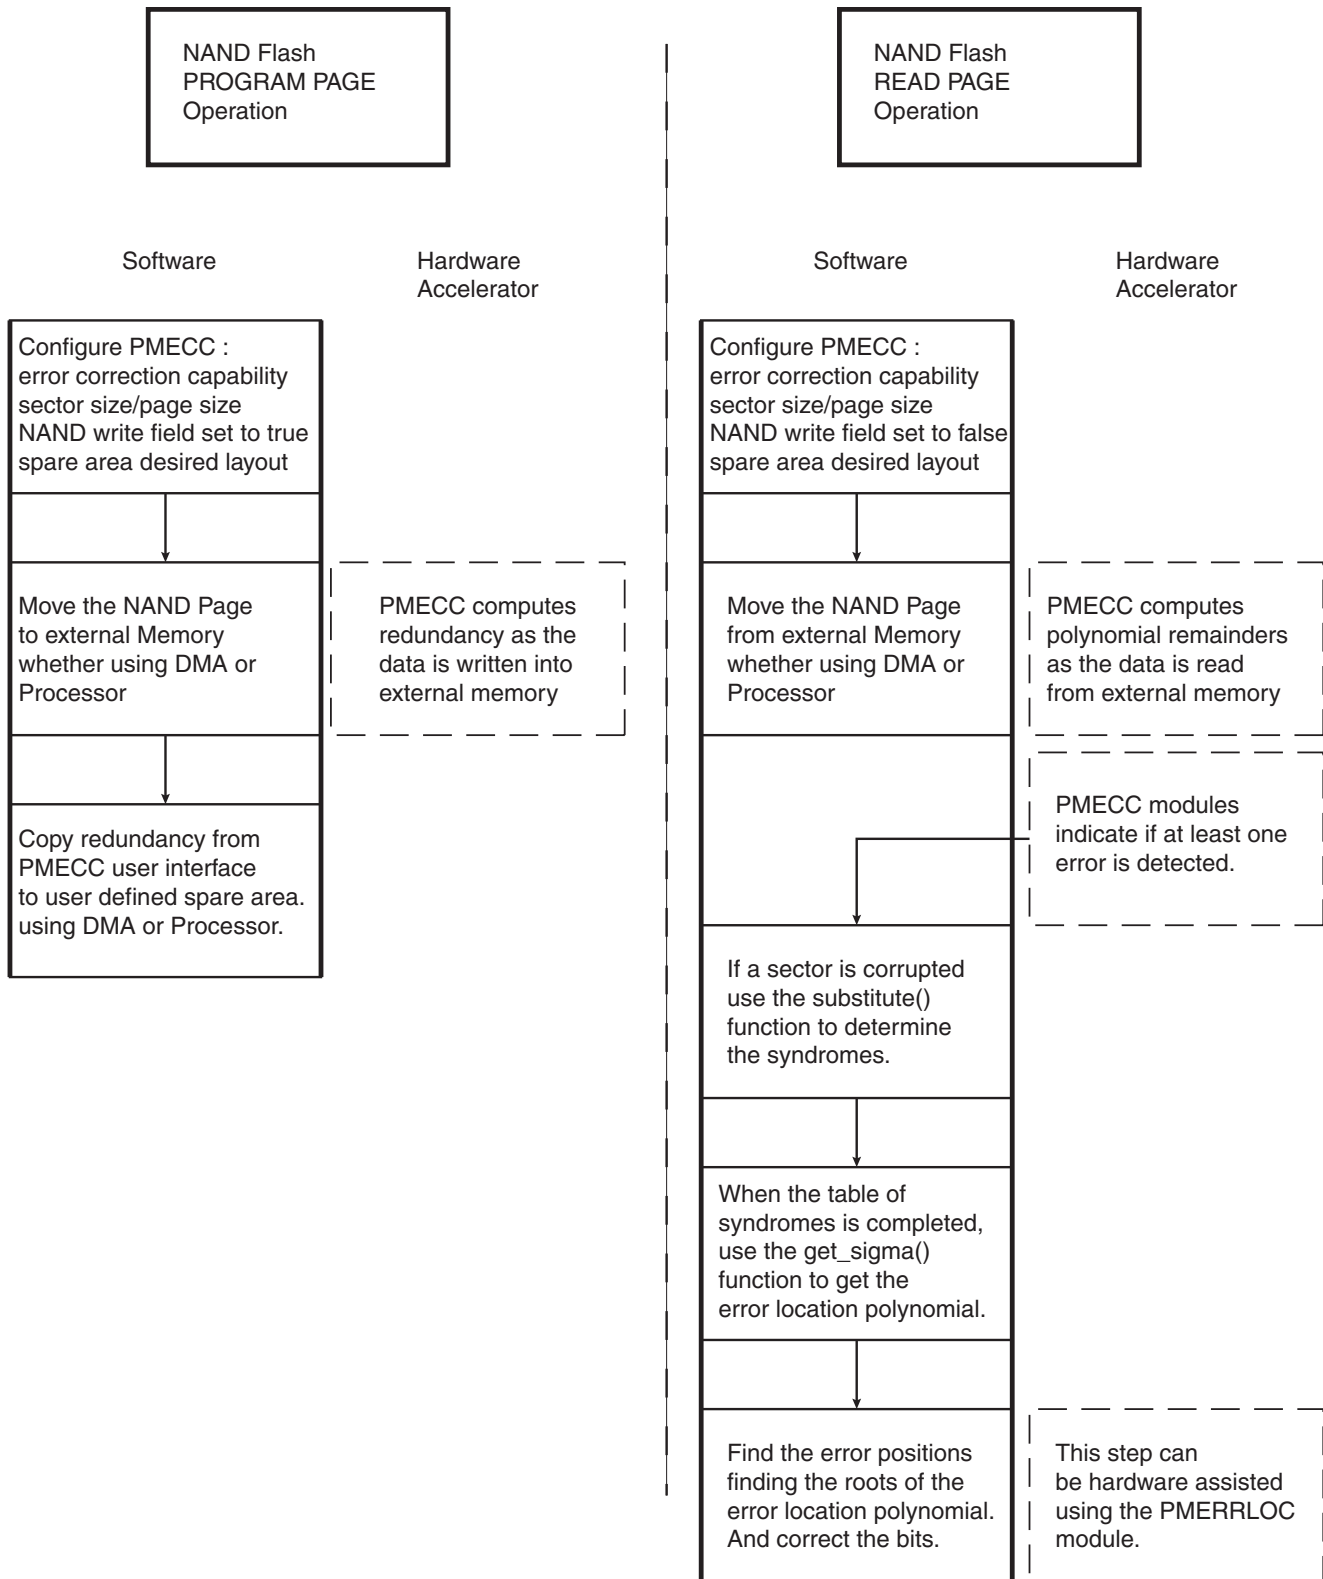 NAND Flash
PROGRAM PAGE
Operation
Software
Hardware
Accelerator
Configure PMECC :
error correction capability
sector size/page size
NAND write field set to true
spare area desired layout
Move the NAND Page
to external Memory
whether using DMA or
Processor
PMECC computes
redundancy as the
data is written into
external memory
Copy redundancy from
PMECC user interface
to user defined spare area.
using DMA or Processor.
NAND Flash
READ PAGE
Operation
Software
Hardware
Accelerator
Configure PMECC :
error correction capability
sector size/page size
NAND write field set to false
spare area desired layout
Move the NAND Page
from external Memory
whether using DMA or
Processor
PMECC computes
polynomial remainders
as the data is read
from external memory
PMECC modules
indicate if at least one
error is detected.
If a sector is corrupted
use the substitute()
function to determine
the syndromes.
When the table of
syndromes is completed,
use the get_sigma()
function to get the
error location polynomial.
Find the error positions
finding the roots of the
error location polynomial.
And correct the bits.
This step can
be hardware assisted
using the PMERRLOC
module.